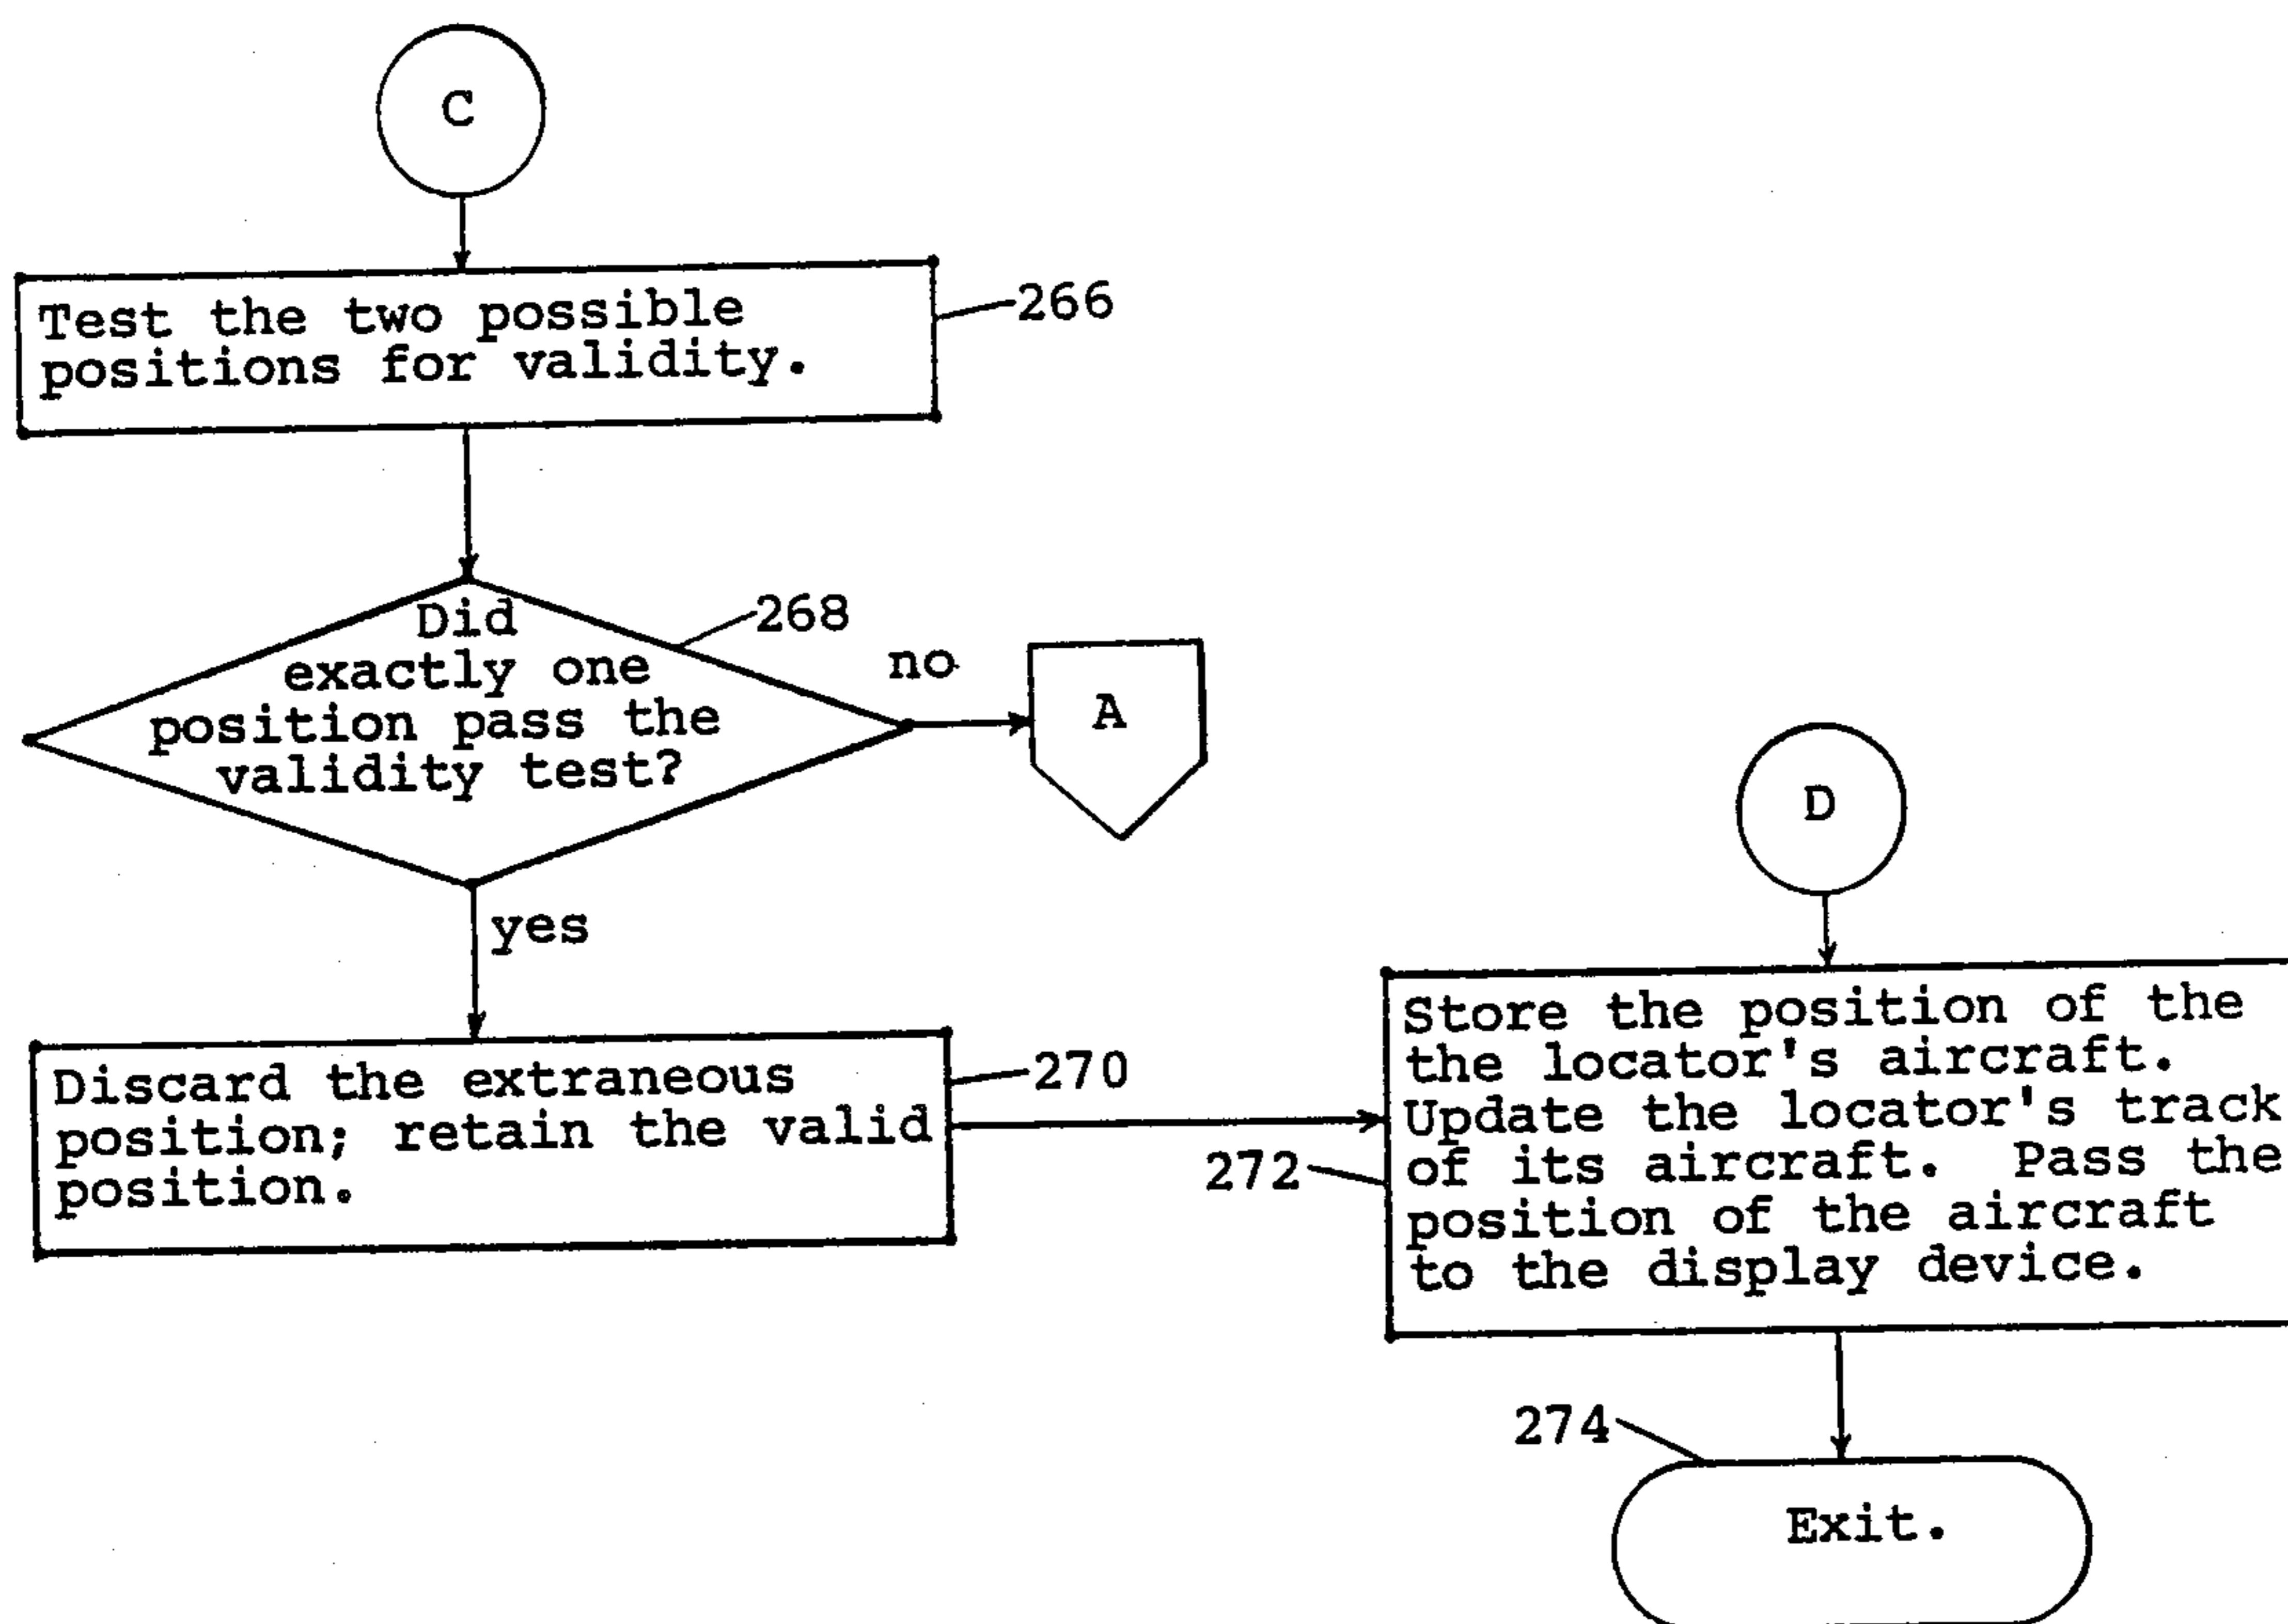 C
Test the two possible
positions for validity.
266
Did
exactly one
position pass the
validity test?
268
no
A
yes
Discard the extraneous
position; retain the valid
position.
270
D
Store the position of the
the locator's aircraft.
Update the locator's track
of its aircraft. Pass the
position of the aircraft
to the display device.
272
274
Exit.